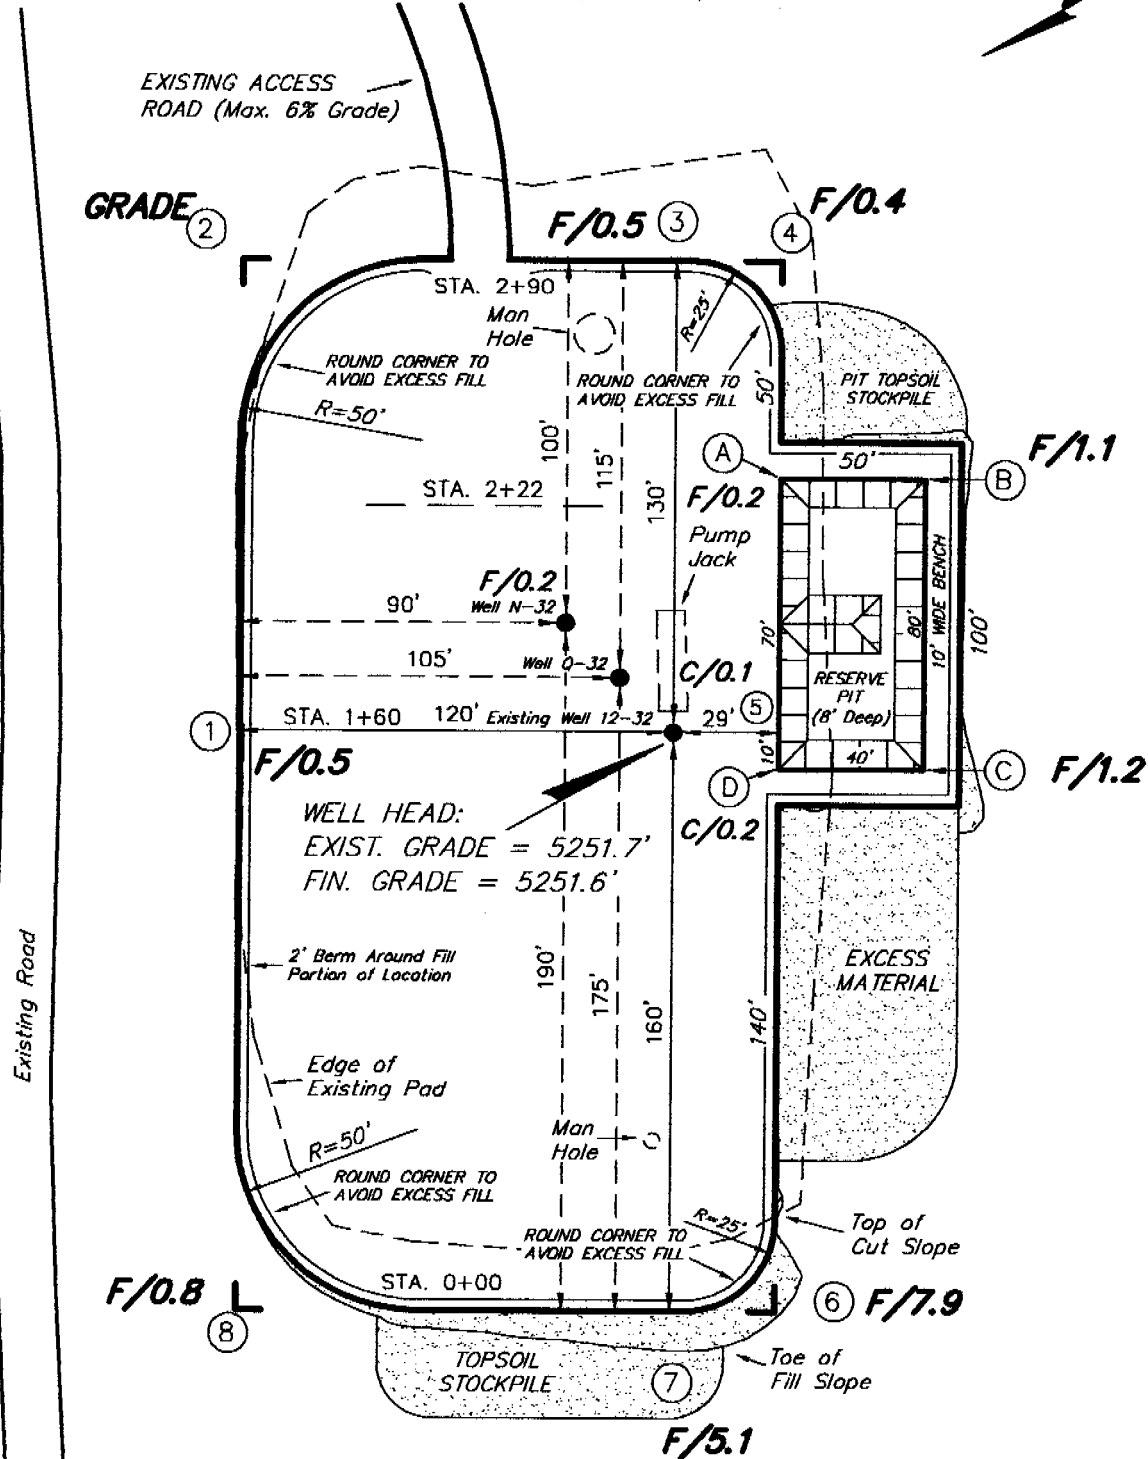 EXISTING ACCESS
ROAD (Max. 6% Grade)
GRADE
2
F/0.5
3
F/0.4
4
STA. 2+90
Man
Hole
R=25'
ROUND CORNER TO
AVOID EXCESS FILL
ROUND CORNER TO
AVOID EXCESS FILL
50'
PIT TOPSOIL
STOCKPILE
R=50'
100'
115'
130'
A
50'
F/1.1
B
STA. 2+22
F/0.2
Pump
Jack
F/0.2
Well N-32
90'
105'
Well O-32
C/0.1
70'
80'
10' WIDE BENCH
100'
RESERVE
PIT
(8' Deep)
1
STA. 1+60
120'
Existing Well 12-32
29'
5
F/0.5
10'
40'
D
C
F/1.2
WELL HEAD:
EXIST. GRADE = 5251.7'
FIN. GRADE = 5251.6'
C/0.2
2' Berm Around Fill
Portion of Location
190'
175'
160'
140'
EXCESS
MATERIAL
Existing Road
Edge of
Existing Pad
Man
Hole
R=50'
ROUND CORNER TO
AVOID EXCESS FILL
R=25'
ROUND CORNER TO
AVOID EXCESS FILL
Top of
Cut Slope
STA. 0+00
F/0.8
8
6
F/7.9
TOPSOIL
STOCKPILE
7
Toe of
Fill Slope
F/5.1